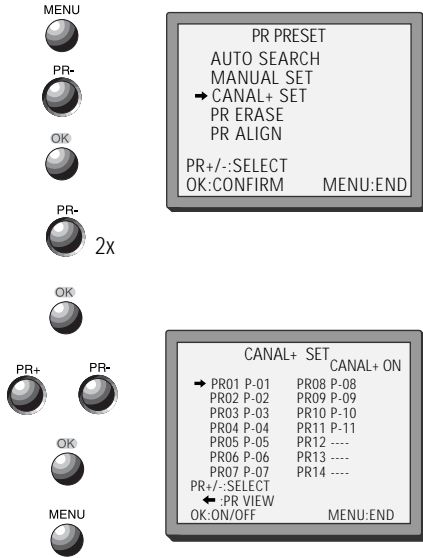 MENU
PR-
OK
PR-
2x
OK
PR+ PR-
OK
MENU
PR PRESET
AUTO SEARCH
MANUAL SET
➡ CANAL+ SET
PR ERASE
PR ALIGN
PR+/-:SELECT
OK:CONFIRM MENU:END
CANAL+ SET
CANAL+ ON
➡ PR01 P-01 PR08 P-08
PR02 P-02 PR09 P-09
PR03 P-03 PR10 P-10
PR04 P-04 PR11 P-11
PR05 P-05 PR12 ----
PR06 P-06 PR13 ----
PR07 P-07 PR14 ----
PR+/-:SELECT
⬅ :PR VIEW
OK:ON/OFF MENU:END